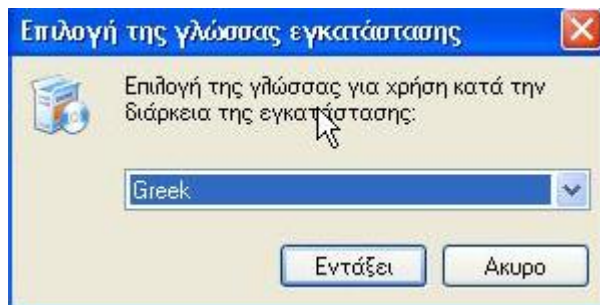 Επιλογή της γλώσσας εγκατάστασης
Επιλογή της γλώσσας για χρήση κατά την
διάρκεια της εγκατάστασης:
Greek
Εντάξει
Ακυρο